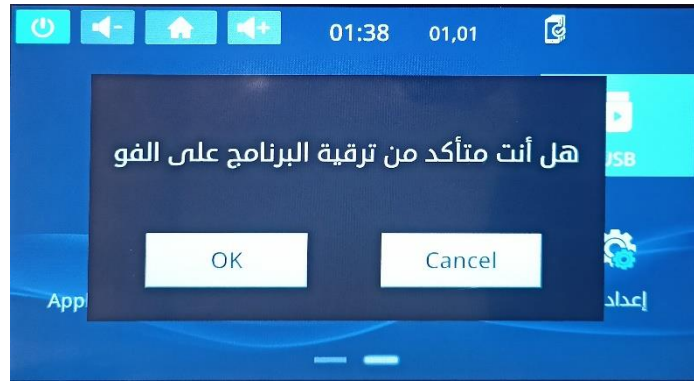 01:38 01,01
هل أنت متأكد من ترقية البرنامج على الفو
USB
OK Cancel
Appl
إعداد